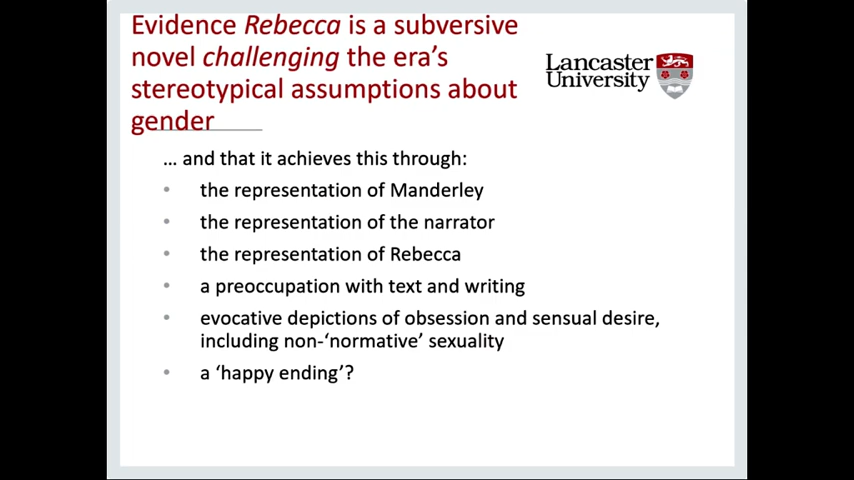 Evidence Rebecca is a subversive
novel challenging the era's
stereotypical assumptions about
gender
Lancaster
University
... and that it achieves this through:
• the representation of Manderley
• the representation of the narrator
• the representation of Rebecca
• a preoccupation with text and writing
• evocative depictions of obsession and sensual desire,
including non-‘normative’ sexuality
• a ‘happy ending’?